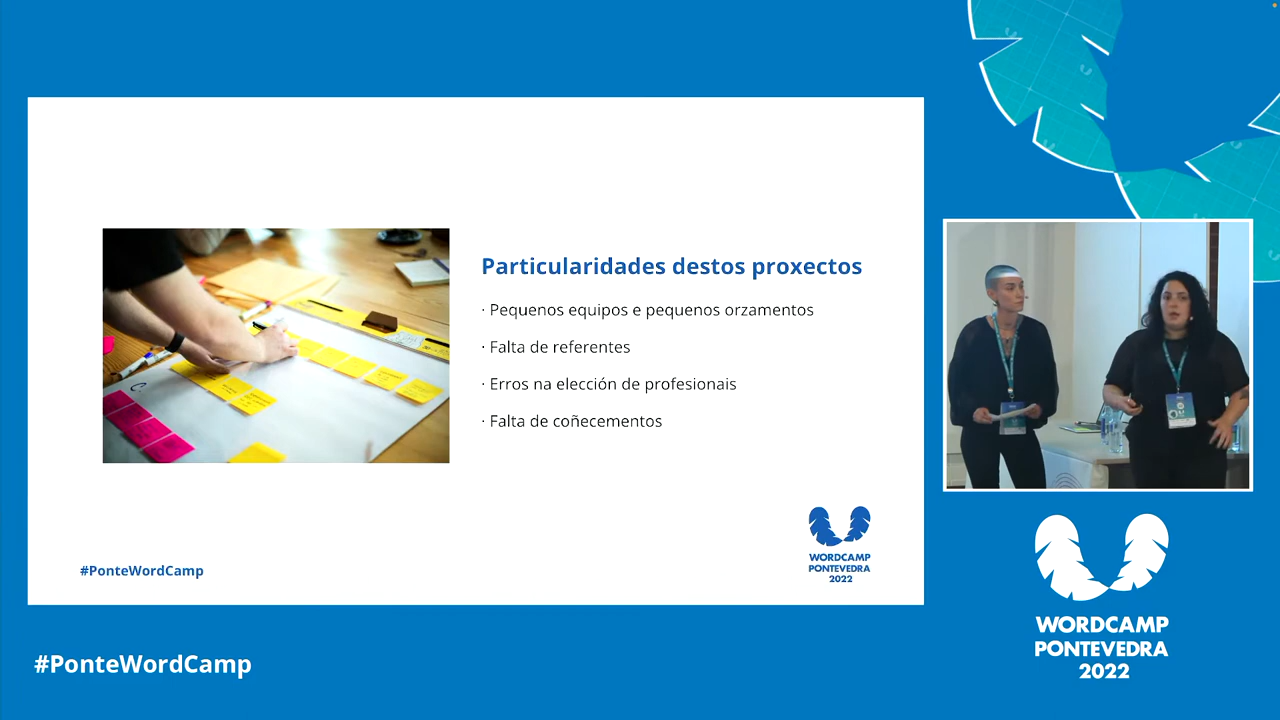 Particularidades destos proxectos
· Pequenos equipos e pequenos orzamentos
· Falta de referentes
· Erros na elección de profesionais
· Falta de coñecementos
WORDCAMP
PONTEVEDRA
2022
#PonteWordCamp
#PonteWordCamp
WORDCAMP
PONTEVEDRA
2022